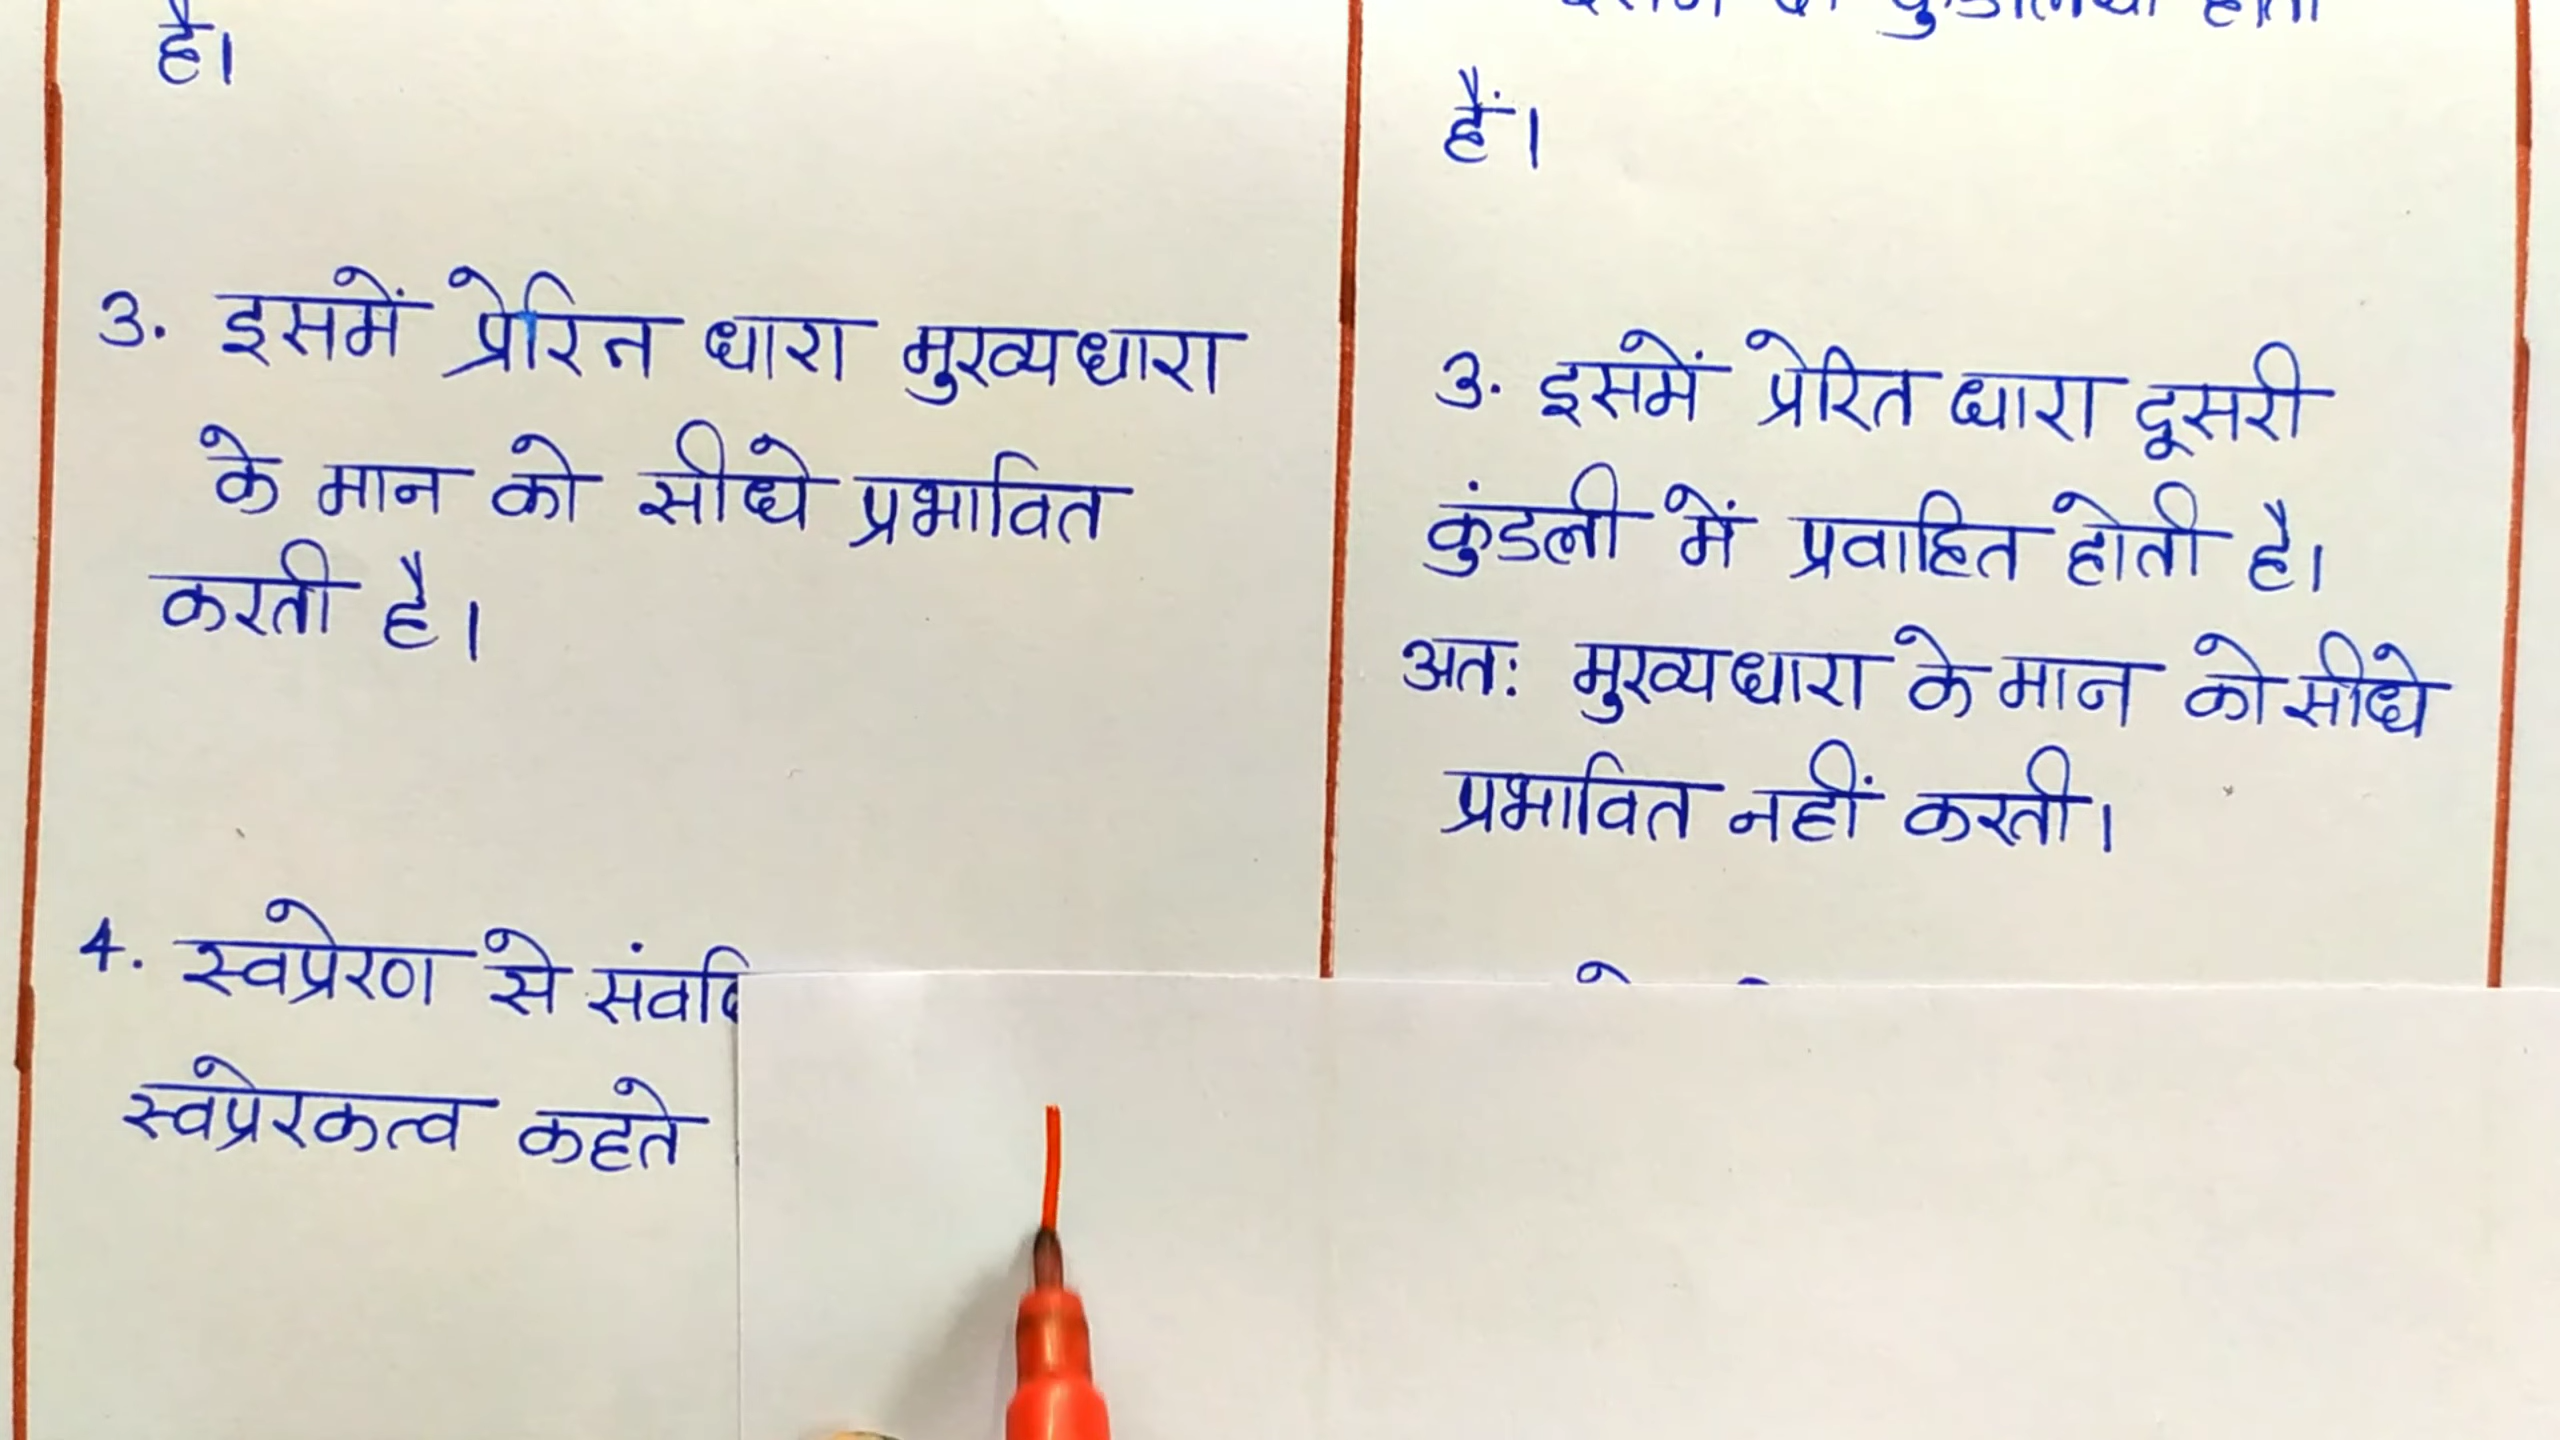 है।
3. इसमें प्रेरित धारा मुख्यधारा
के मान को सीधे प्रभावित
करती है।
4. स्वप्रेरण से
स्वप्रेरकत्व कहते
हैं।
3. इसमें प्रेरित धारा दूसरी
कुंडली में प्रवाहित होती है।
अतः मुख्यधारा के मान को सीधे
प्रभावित नहीं करती।